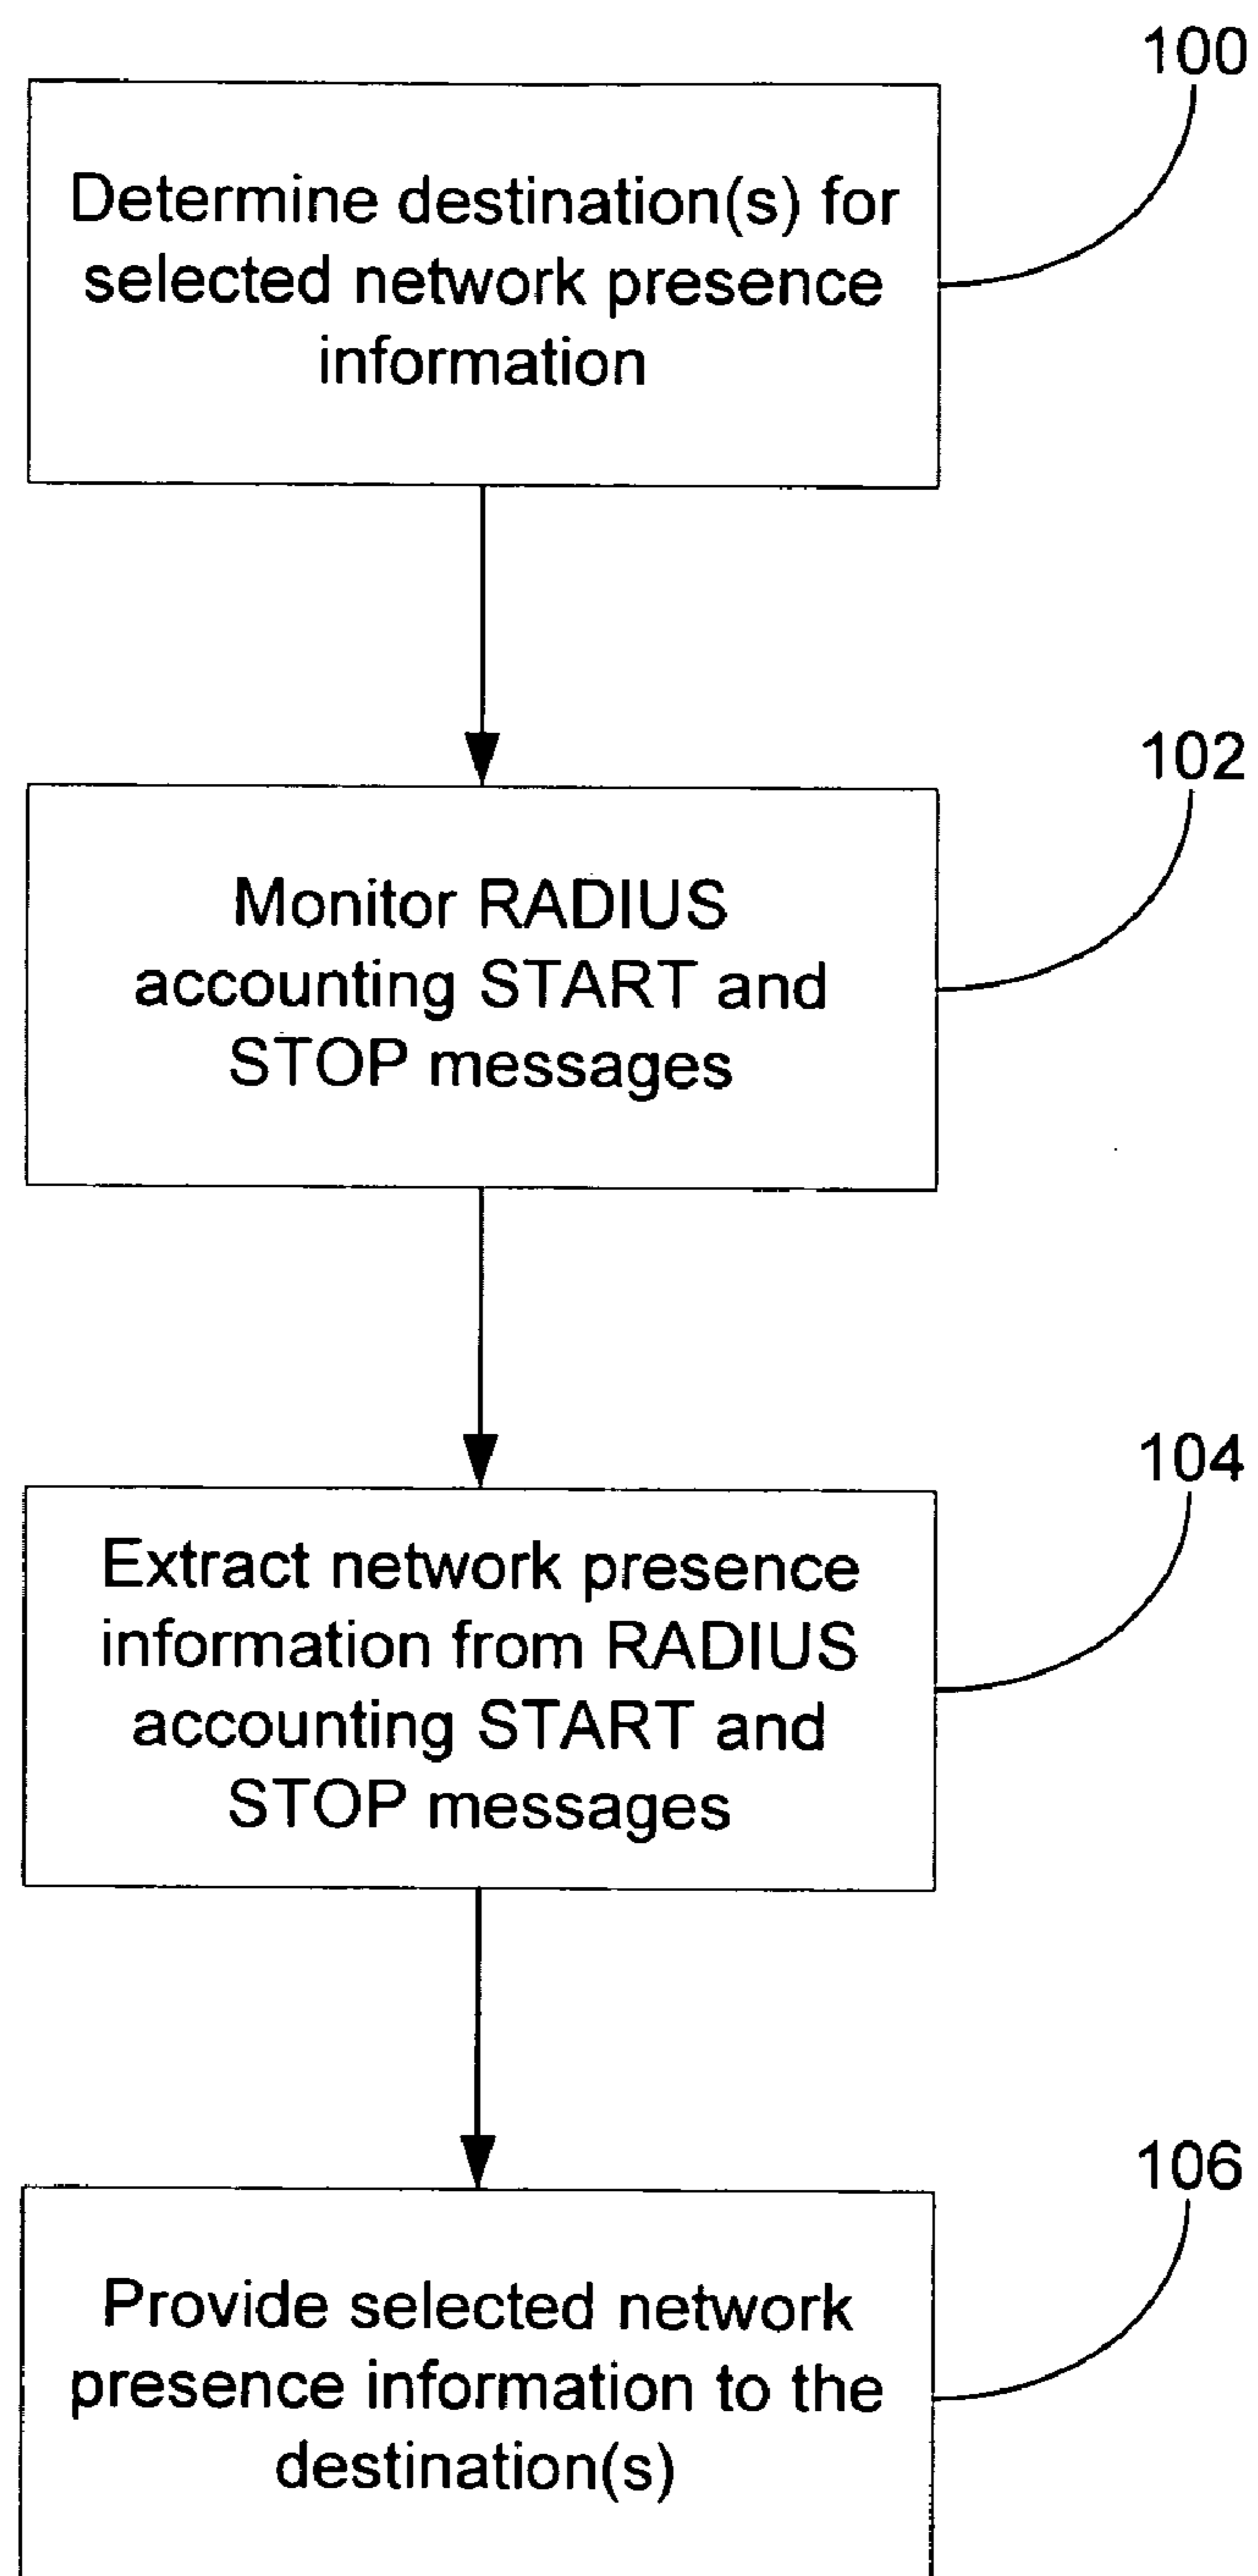 100
Determine destination(s) for
selected network presence
information
102
Monitor RADIUS
accounting START and
STOP messages
104
Extract network presence
information from RADIUS
accounting START and
STOP messages
106
Provide selected network
presence information to the
destination(s)